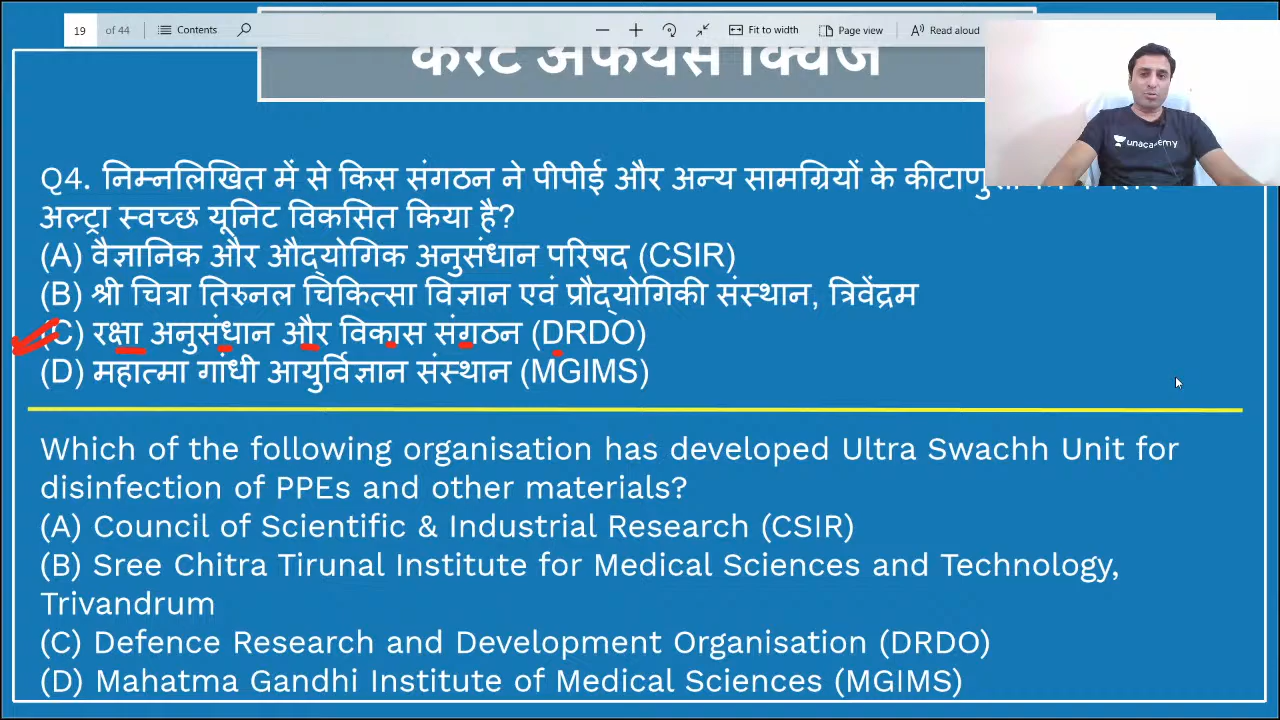 19 of 44 Contents Fit to width Page view Read aloud
करंट अफेयर्स क्विज
unacademy
Q4. निम्नलिखित में से किस संगठन ने पीपीई और अन्य सामग्रियों के
अल्ट्रा स्वच्छ यूनिट विकसित किया है?
(A) वैज्ञानिक और औद्योगिक अनुसंधान परिषद (CSIR)
(B) श्री चित्रा तिरुनल चिकित्सा विज्ञान एवं प्रौद्योगिकी संस्थान, त्रिवेंद्रम
(C) रक्षा अनुसंधान और विकास संगठन (DRDO)
(D) महात्मा गांधी आयुर्विज्ञान संस्थान (MGIMS)
Which of the following organisation has developed Ultra Swachh Unit for
disinfection of PPEs and other materials?
(A) Council of Scientific & Industrial Research (CSIR)
(B) Sree Chitra Tirunal Institute for Medical Sciences and Technology,
Trivandrum
(C) Defence Research and Development Organisation (DRDO)
(D) Mahatma Gandhi Institute of Medical Sciences (MGIMS)